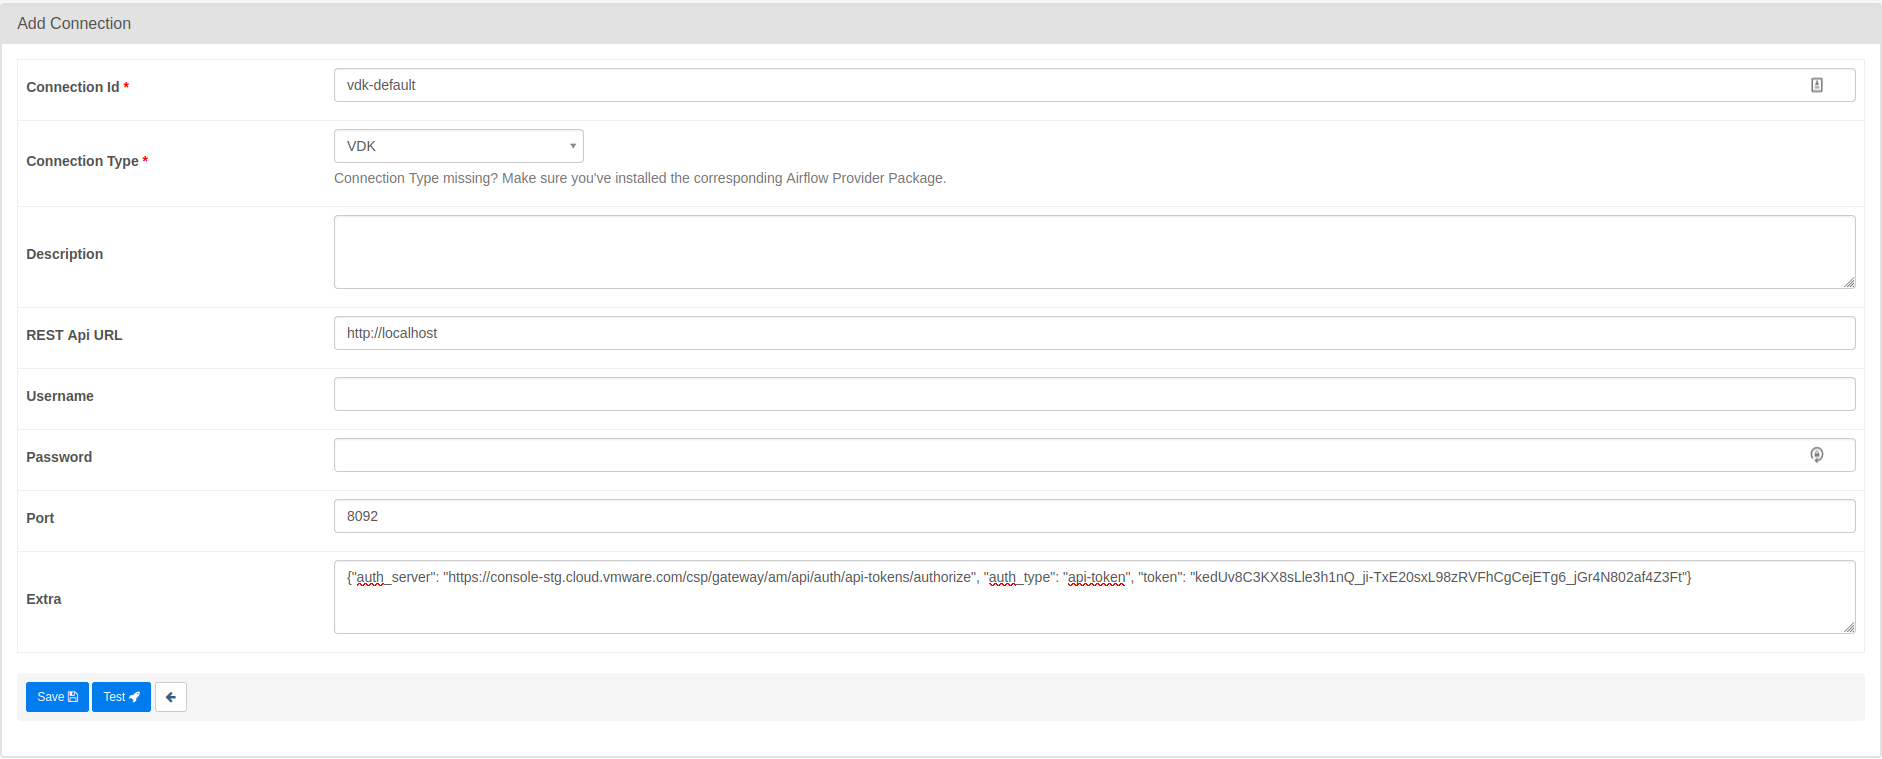 Add Connection
Connection Id *
vdk-default
Connection Type *
VDK
Connection Type missing? Make sure you've installed the corresponding Airflow Provider Package.
Description
REST Api URL
http://localhost
Username
Password
Port
8092
Extra
{"auth_server": "https://console-stg.cloud.vmware.com/csp/gateway/am/api/auth/api-tokens/authorize", "auth_type": "api-token", "token": "kedUv8C3KX8sLle3h1nQ_ji-TxE20sxL98zRVFhCgCejETg6_jGr4N802af4Z3Ft"}
Save
Test